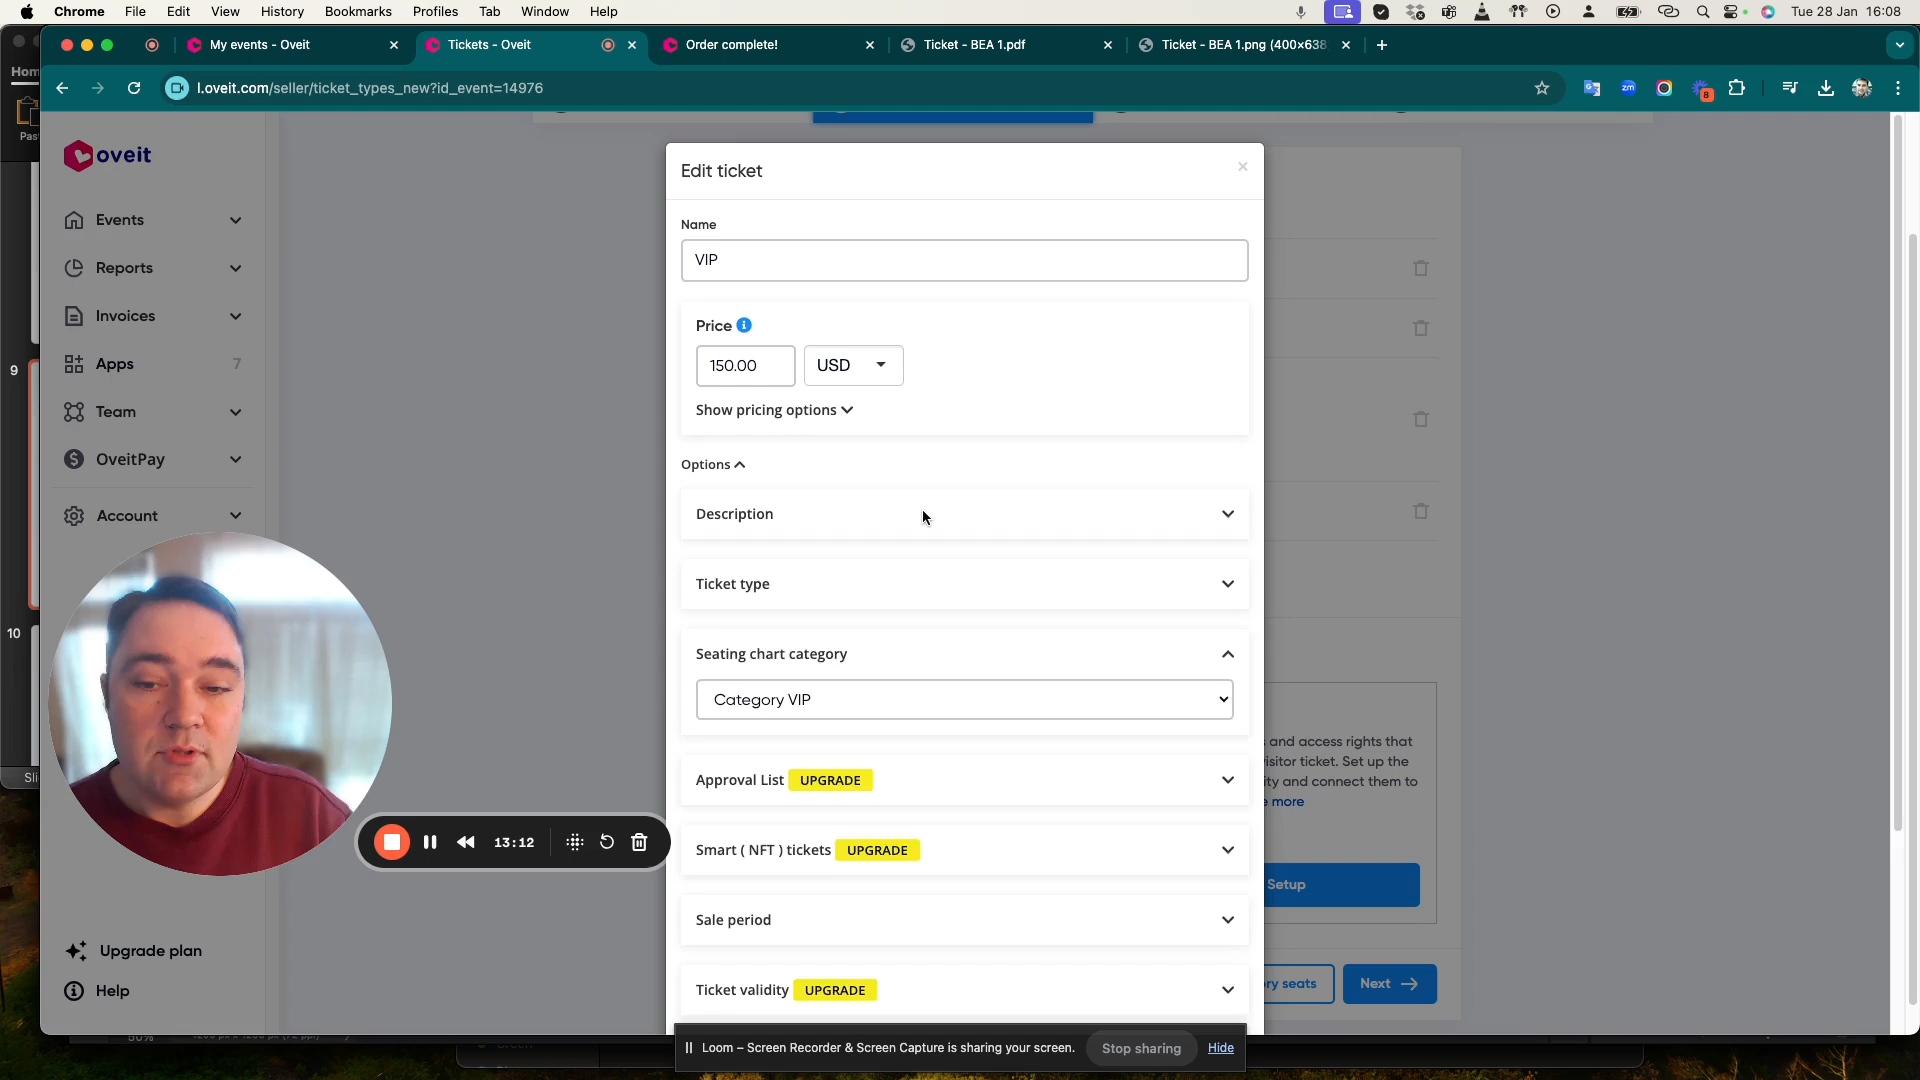 Chrome File Edit View History Bookmarks Profiles Tab Window Help
Tue 28 Jan 16:08
My events - Oveit
Tickets - Oveit
Order complete!
Ticket - BEA 1.pdf
Ticket - BEA 1.png (400×638
l.oveit.com/seller/ticket_types_new?id_event=14976
zm
8
oveit
Events
Reports
Invoices
Apps 7
Team
OveitPay
Account
Upgrade plan
Help
9
10
Edit ticket
×
Name
VIP
Price
150.00
USD
Show pricing options
Options
Description
Ticket type
Seating chart category
Category VIP
Approval List UPGRADE
Smart ( NFT ) tickets UPGRADE
Sale period
Ticket validity UPGRADE
and access rights that
isitor ticket. Set up the
ity and connect them to
e more
Setup
ry seats
Next
13:12
Loom – Screen Recorder & Screen Capture is sharing your screen.
Stop sharing
Hide
50%